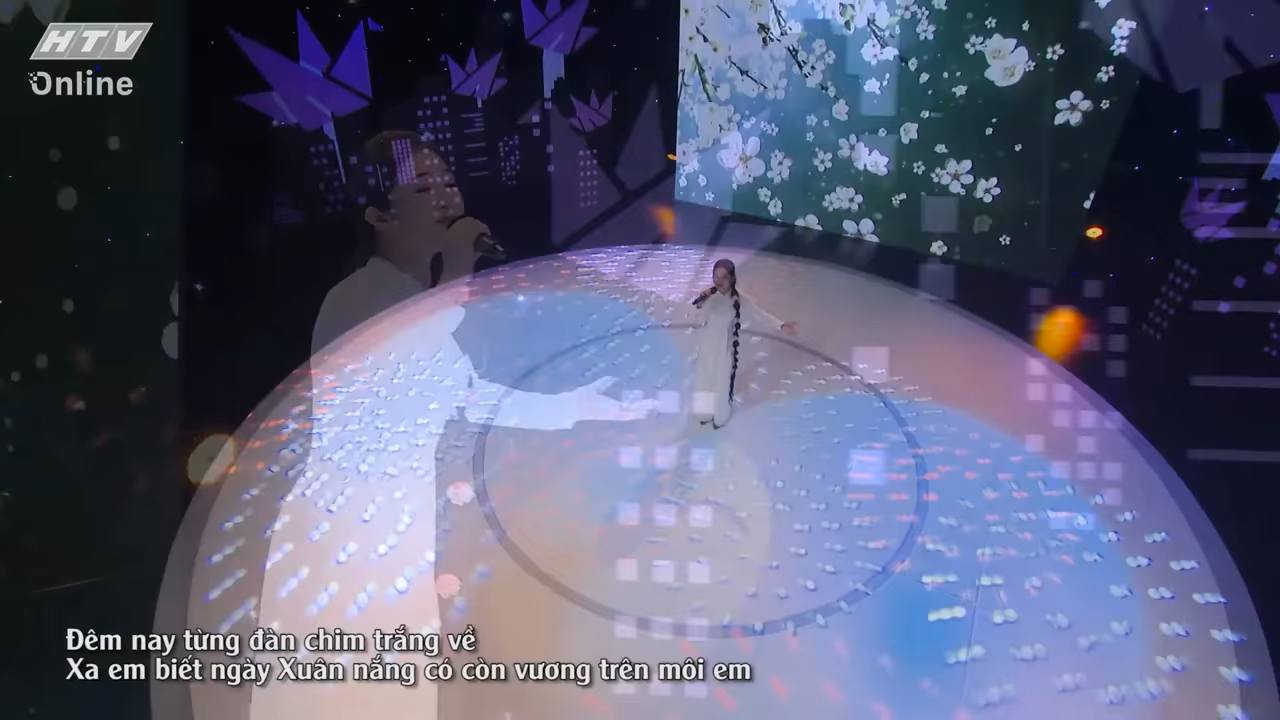 HTV
Online
Đêm nay từng đàn chim trắng về
Xa em biết ngày Xuân nắng có còn vương trên môi em